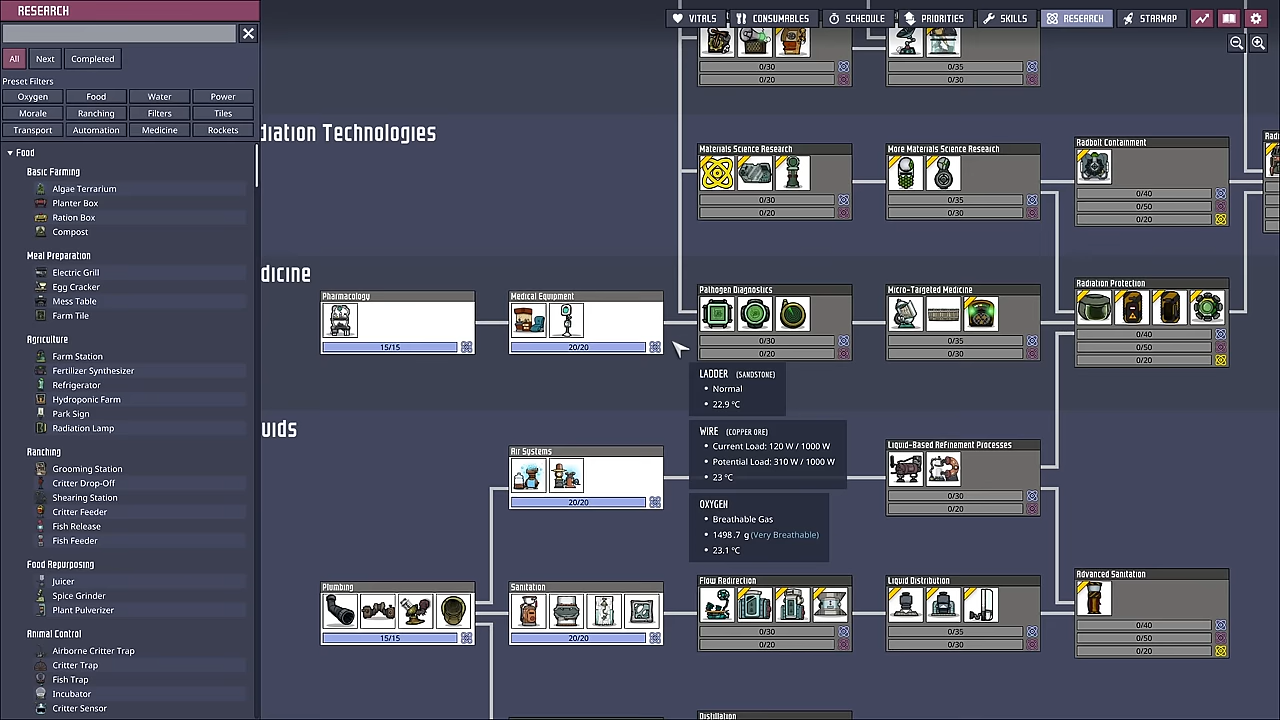 RESEARCH
VITALS
CONSUMABLES
SCHEDULE
PRIORITIES
SKILLS
RESEARCH
STARMAP
All
Next
Completed
Preset Filters
Oxygen
Food
Water
Power
Morale
Ranching
Filters
Tiles
Transport
Automation
Medicine
Rockets
Food
Basic Farming
Algae Terrarium
Planter Box
Ration Box
Compost
Meal Preparation
Electric Grill
Egg Cracker
Mess Table
Farm Tile
Agriculture
Farm Station
Fertilizer Synthesizer
Refrigerator
Hydroponic Farm
Park Sign
Radiation Lamp
Ranching
Grooming Station
Critter Drop-Off
Shearing Station
Critter Feeder
Fish Release
Fish Feeder
Food Repurposing
Juicer
Spice Grinder
Plant Pulverizer
Animal Control
Airborne Critter Trap
Critter Trap
Fish Trap
Incubator
Critter Sensor
0/30
0/20
0/35
0/30
diation Technologies
Materials Science Research
0/30
0/20
More Materials Science Research
0/35
0/30
Radbolt Containment
0/40
0/50
0/20
dicine
Pharmacology
15/15
Medical Equipment
20/20
Pathogen Diagnostics
0/30
0/20
Micro-Targeted Medicine
0/35
0/30
Radiation Protection
0/40
0/50
0/20
LADDER (SANDSTONE)
• Normal
• 22.9 ºC
WIRE (COPPER ORE)
• Current Load: 120 W / 1000 W
• Potential Load: 310 W / 1000 W
• 23 ºC
OXYGEN
• Breathable Gas
• 1498.7 g (Very Breathable)
• 23.1 ºC
uids
Air Systems
20/20
Liquid-Based Refinement Processes
0/30
0/20
Plumbing
15/15
Sanitation
20/20
Flow Redirection
0/30
0/20
Liquid Distribution
0/35
0/30
Advanced Sanitation
0/40
0/50
0/20
Distillation